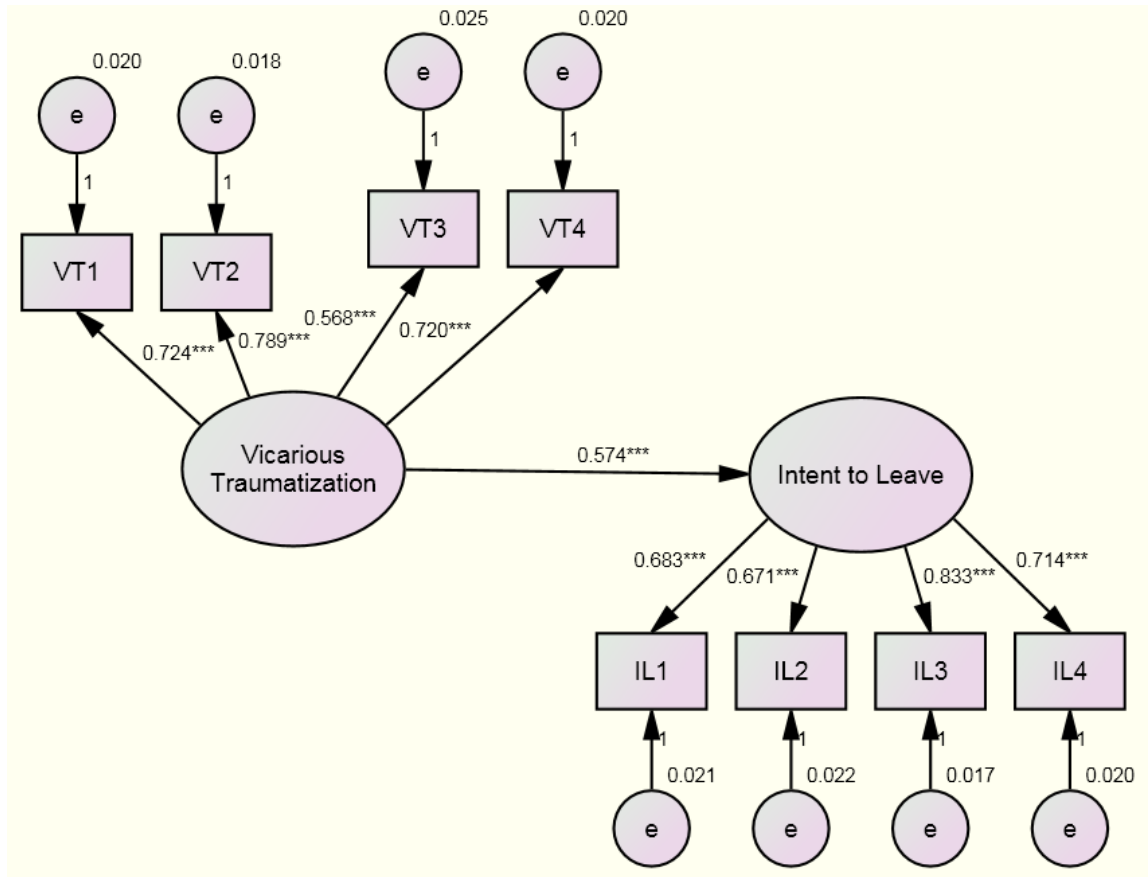 0.025
0.020
0.020
0.018
e
e
e
e
1
1
1
1
VT3
VT4
VT1
VT2
0.568***
0.720***
0.724***
0.789***
Vicarious
Traumatization
0.574***
Intent to Leave
0.683***
0.671***
0.833***
0.714***
IL1
IL2
IL3
IL4
1
1
1
1
0.021
0.022
0.017
0.020
e
e
e
e